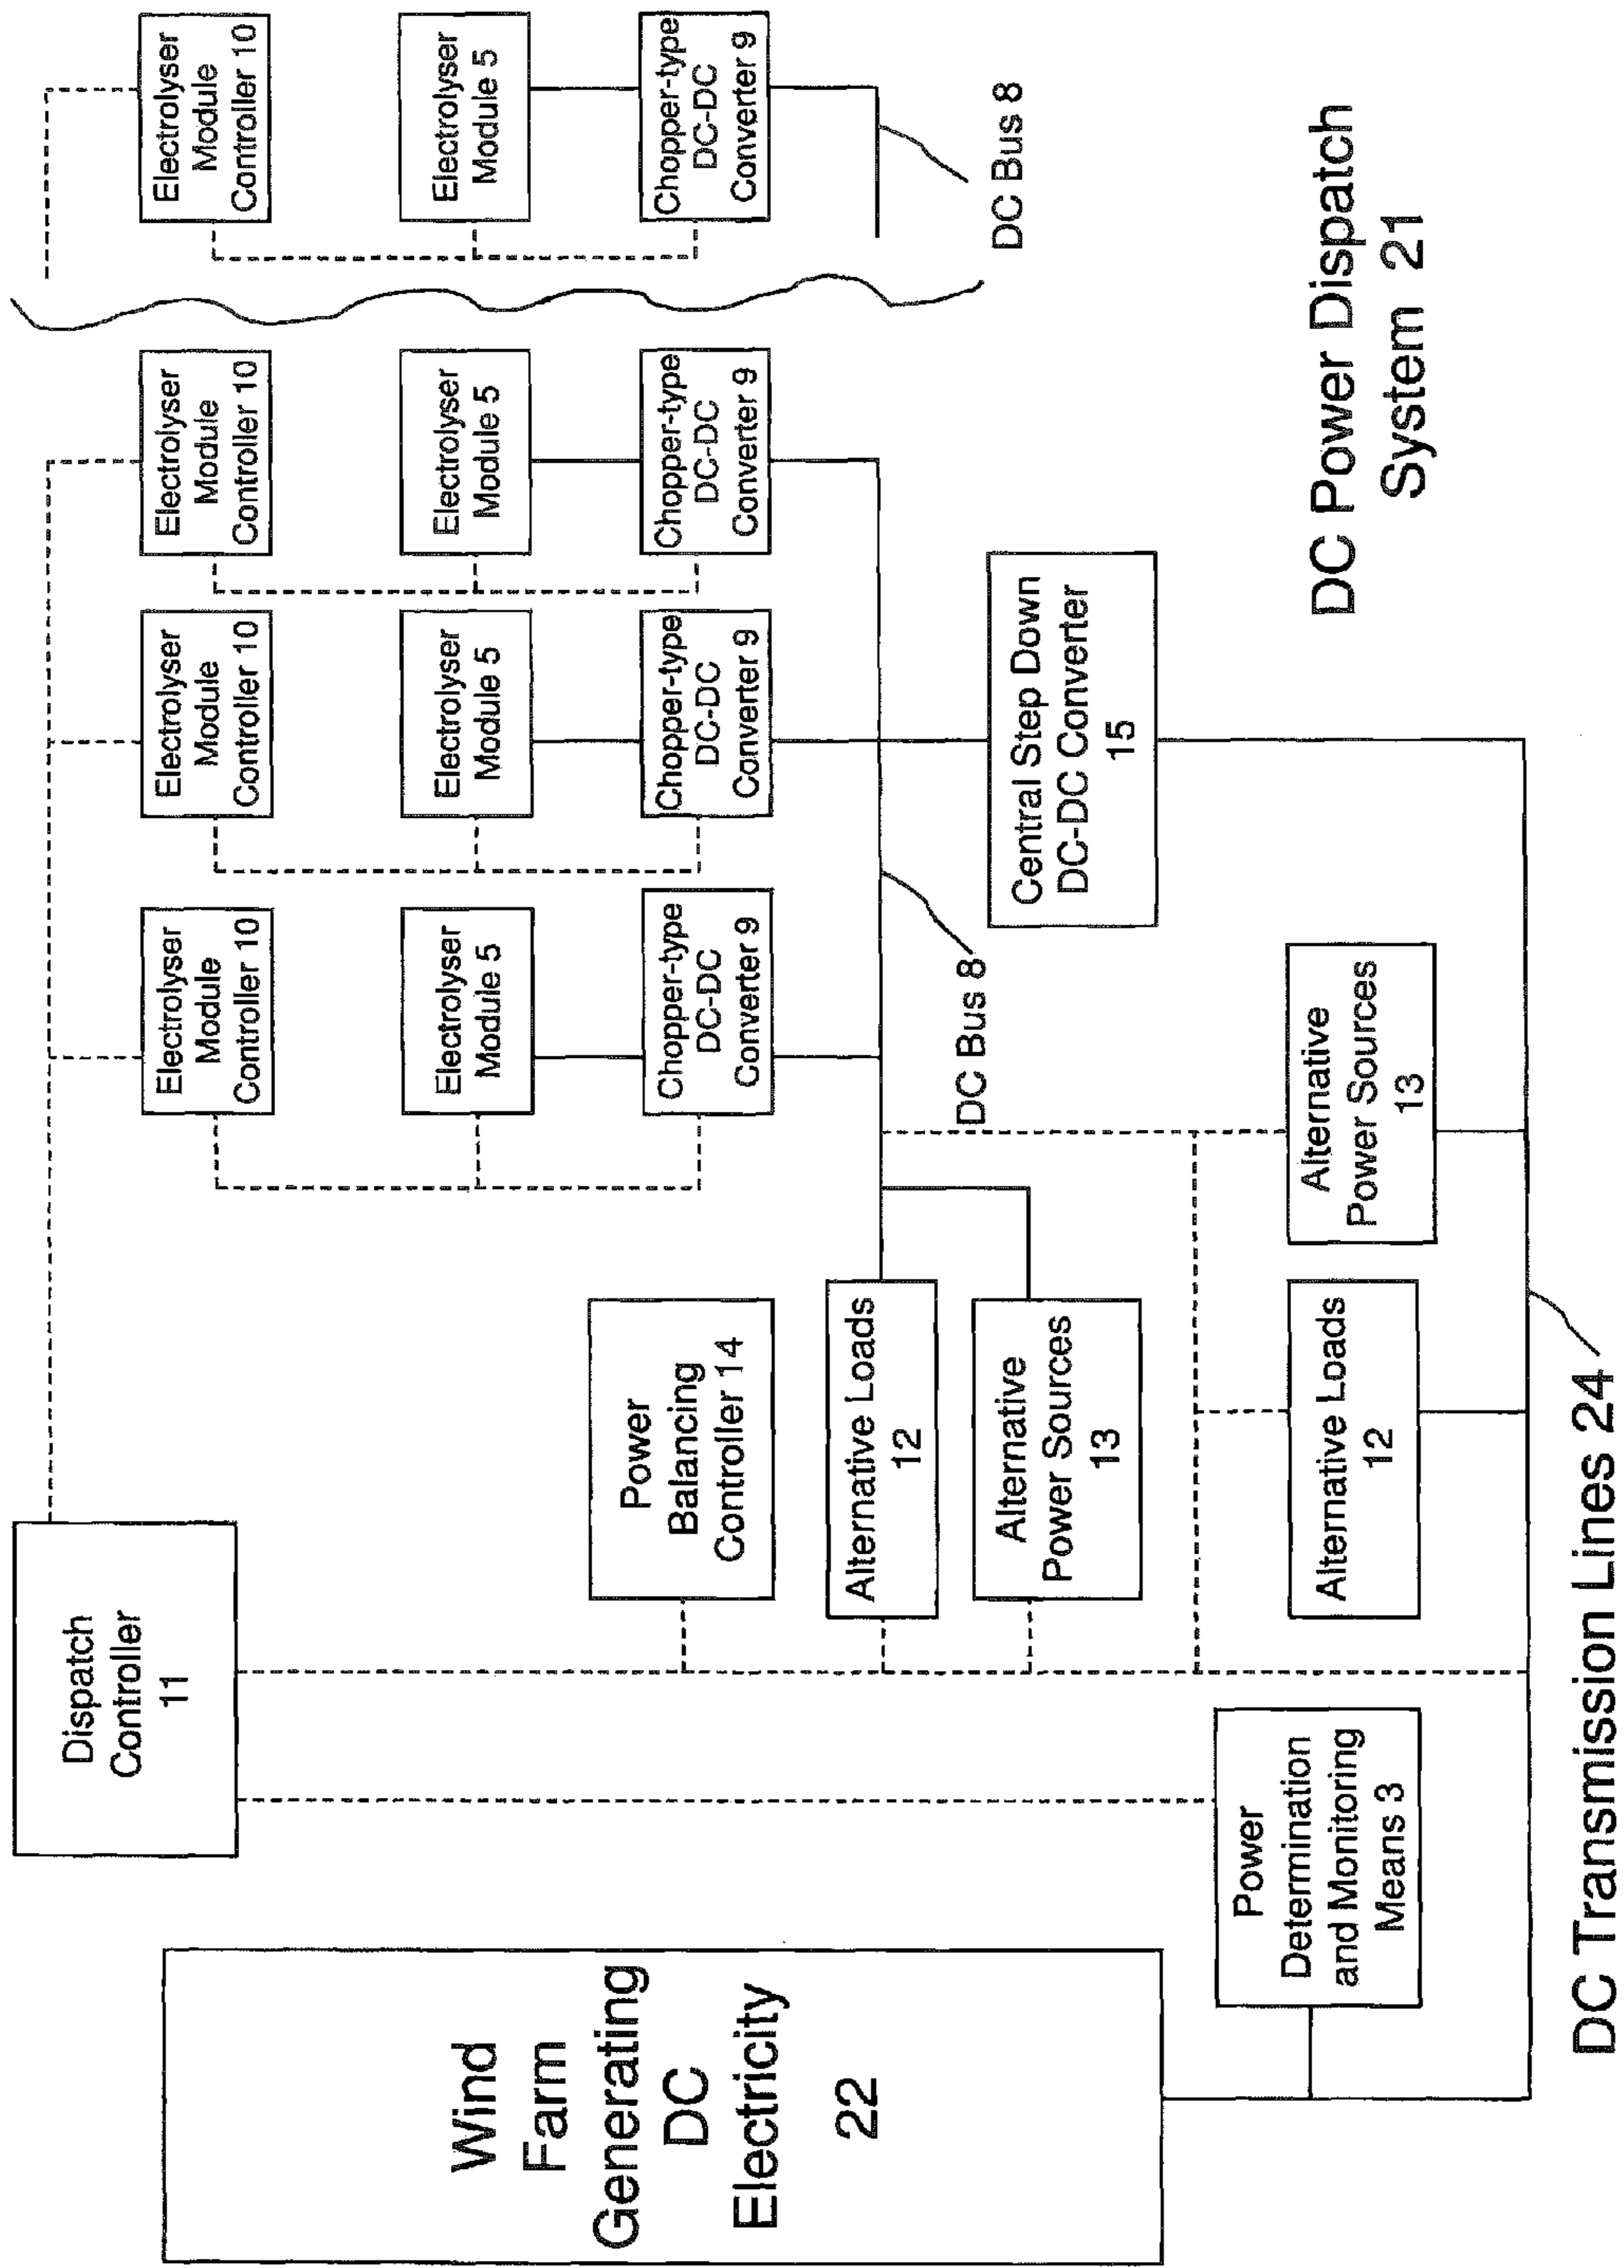 Wind
Farm
Generating
DC
Electricity
22
Dispatch
Controller
11
Power
Determination
and Monitoring
Means 3
Power
Balancing
Controller 14
Alternative Loads
12
Alternative
Power Sources
13
Alternative Loads
12
Alternative
Power Sources
13
Electrolyser
Module
Controller 10
Electrolyser
Module 5
Chopper-type
DC-DC
Converter 9
Electrolyser
Module
Controller 10
Electrolyser
Module 5
Chopper-type
DC-DC
Converter 9
Electrolyser
Module
Controller 10
Electrolyser
Module 5
Chopper-type
DC-DC
Converter 9
Electrolyser
Module
Controller 10
Electrolyser
Module 5
Chopper-type
DC-DC
Converter 9
DC Bus 8
DC Bus 8
Central Step Down
DC-DC Converter
15
DC Transmission Lines 24
DC Power Dispatch
System 21